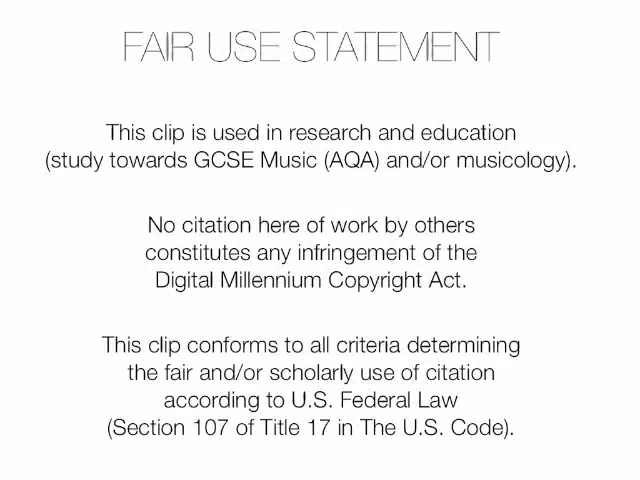 FAIR USE STATEMENT
This clip is used in research and education
(study towards GCSE Music (AQA) and/or musicology).
No citation here of work by others
constitutes any infringement of the
Digital Millennium Copyright Act.
This clip conforms to all criteria determining
the fair and/or scholarly use of citation
according to U.S. Federal Law
(Section 107 of Title 17 in The U.S. Code).